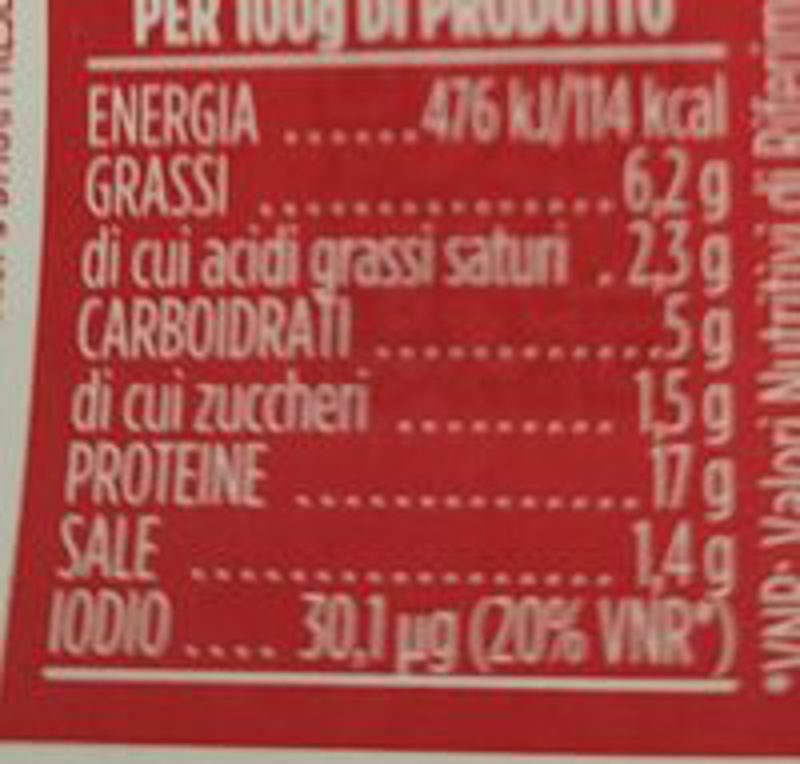 PER 100g DI PRODOTTO
ENERGIA ......476 kJ/114 kcal
GRASSI ................6,2 g
di cui acidi grassi saturi . 2,3 g
CARBOIDRATI .............5 g
di cui zuccheri ......... 1,5 g
PROTEINE ..............17 g
SALE ................. 1,4 g
IODIO .... 30,1 µg (20% VNR*)
*VNR: Valori Nutritivi di